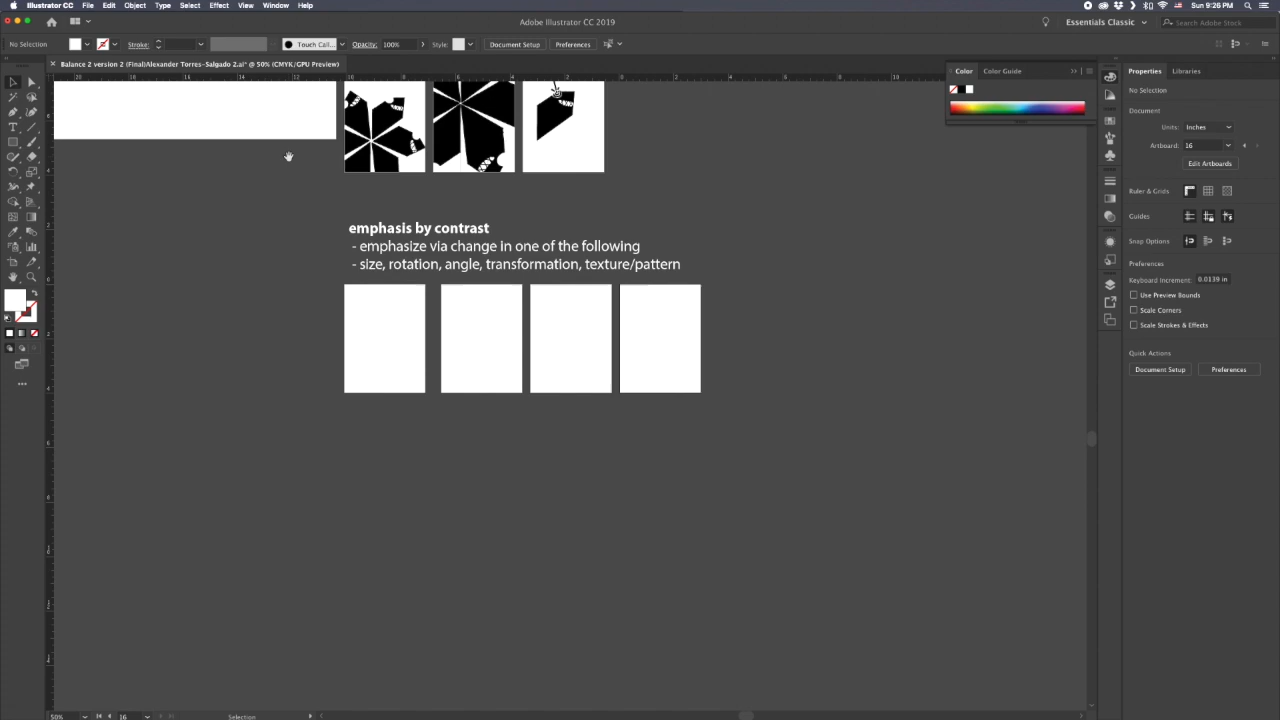 Illustrator CC File Edit Object Type Select Effect View Window Help
Sun 9:26 PM
Adobe Illustrator CC 2019
Essentials Classic
Search Adobe Stock
No Selection
Stroke:
Touch Call...
Opacity: 100%
Style:
Document Setup
Preferences
Balance 2 version 2 (Final)Alexander Torres-Salgado 2.ai* @ 50% (CMYK/GPU Preview)
Color
Color Guide
Properties
Libraries
No Selection
Document
Units: Inches
Artboard: 16
Edit Artboards
Ruler & Grids
Guides
Snap Options
Preferences
Keyboard Increment: 0.0139 in
Use Preview Bounds
Scale Corners
Scale Strokes & Effects
Quick Actions
Document Setup
Preferences
emphasis by contrast
- emphasize via change in one of the following
- size, rotation, angle, transformation, texture/pattern
50%
16
Selection